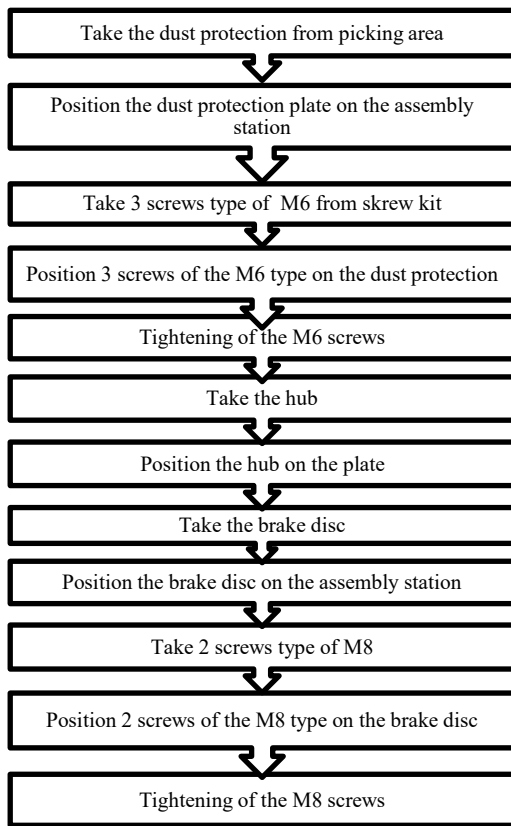 Take the dust protection from picking area
Position the dust protection plate on the assembly
station
Take 3 screws type of M6 from skrew kit
Position 3 screws of the M6 type on the dust protection
Tightening of the M6 screws
Take the hub
Position the hub on the plate
Take the brake disc
Position the brake disc on the assembly station
Take 2 screws type of M8
Position 2 screws of the M8 type on the brake disc
Tightening of the M8 screws